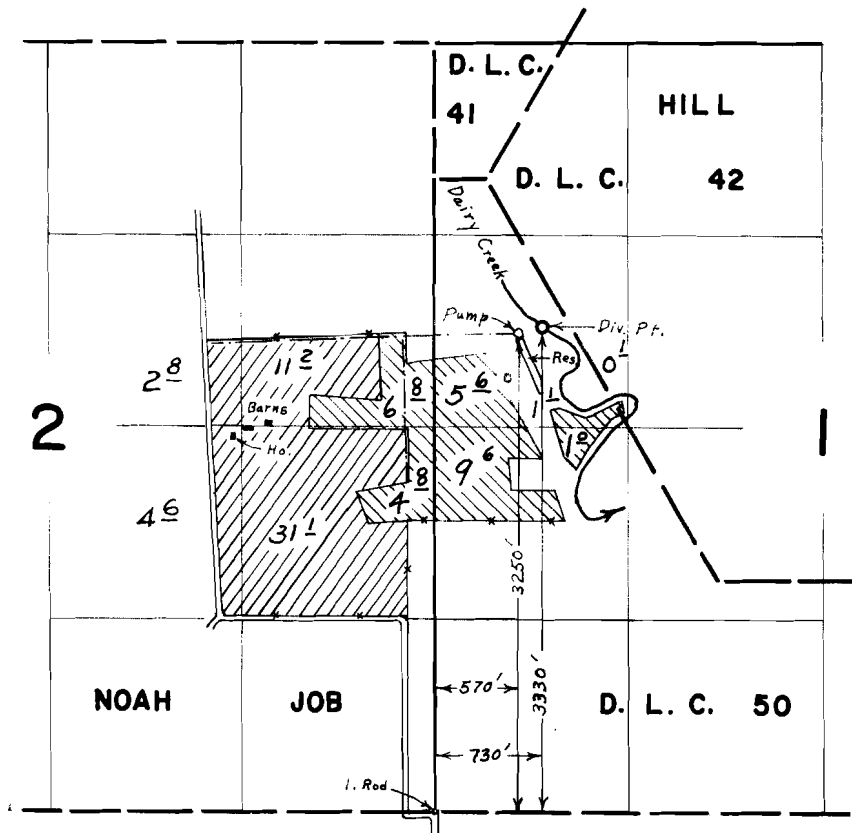 D. L. C.
41
HILL
D. L. C. 42
Dairy Creek
Pump
Div. Pt.
Res.
0 1
11 2
2 8
6 8
5 6
1 1
Barns
Ho.
2
1
4 6
31 1
4 8
9 6
3250'
3330'
570'
730'
NOAH JOB
D. L. C. 50
1. Rod